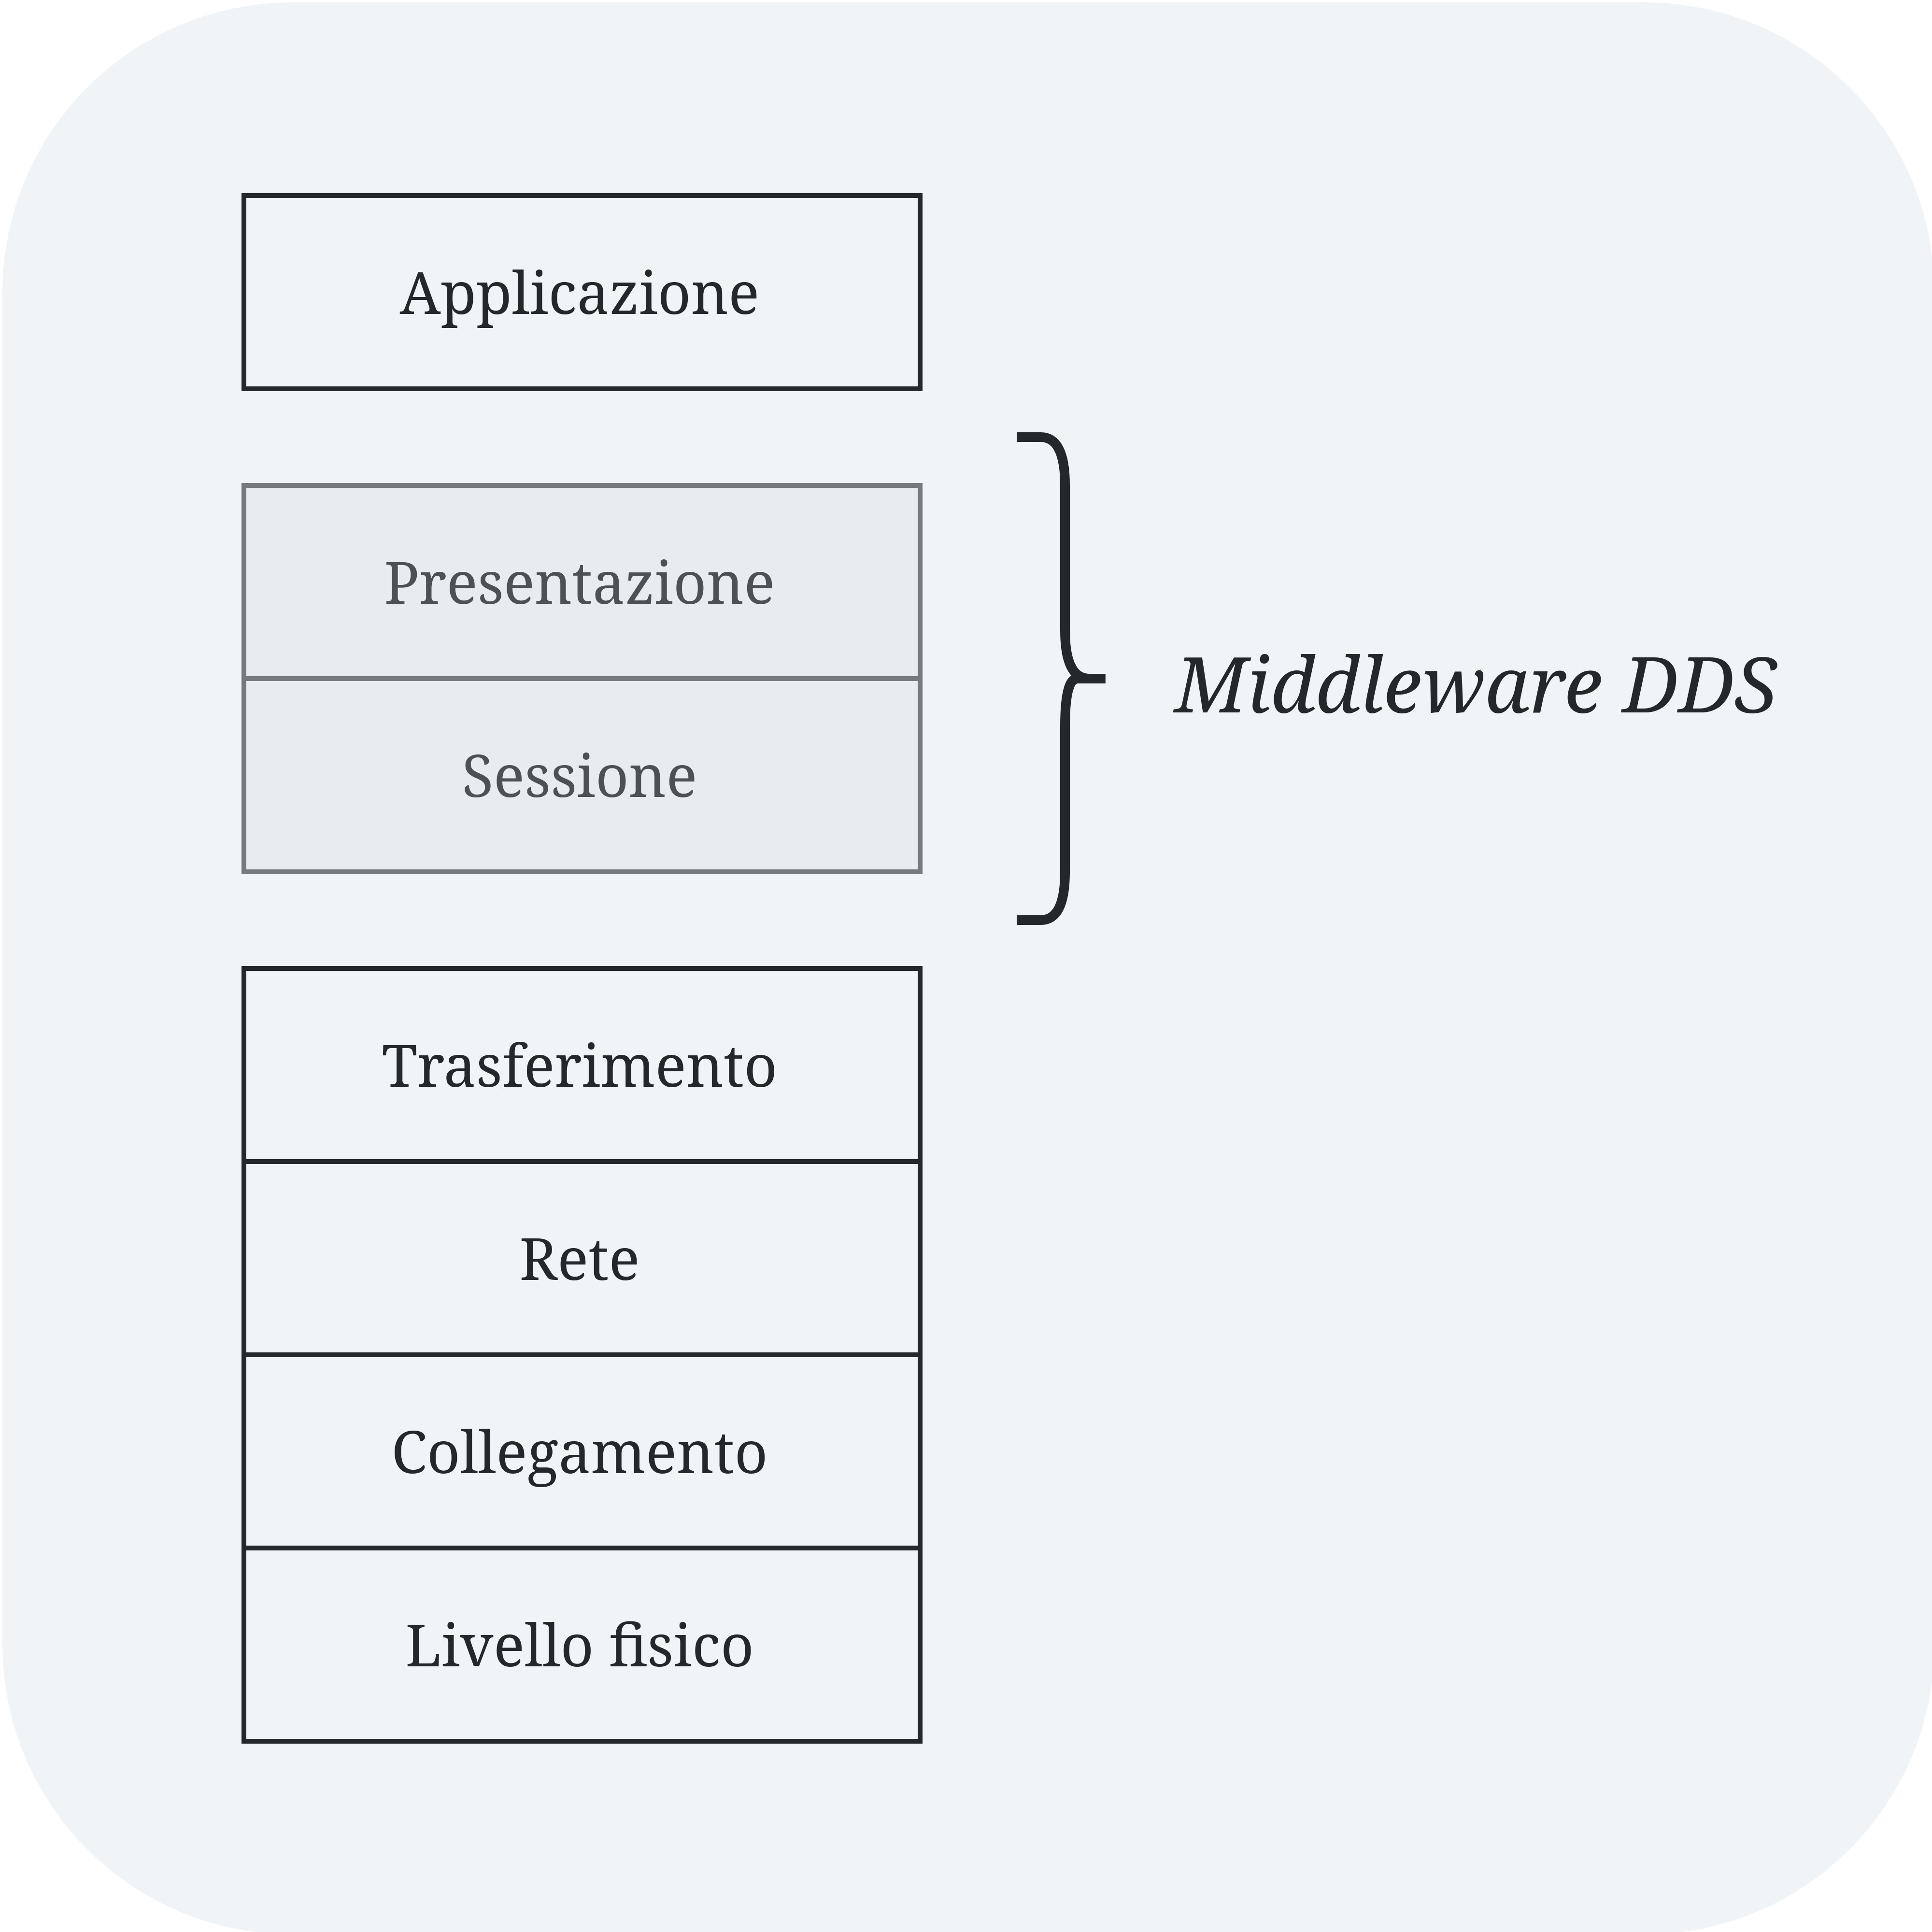 Applicazione
Presentazione
Sessione
Middleware DDS
Trasferimento
Rete
Collegamento
Livello fisico